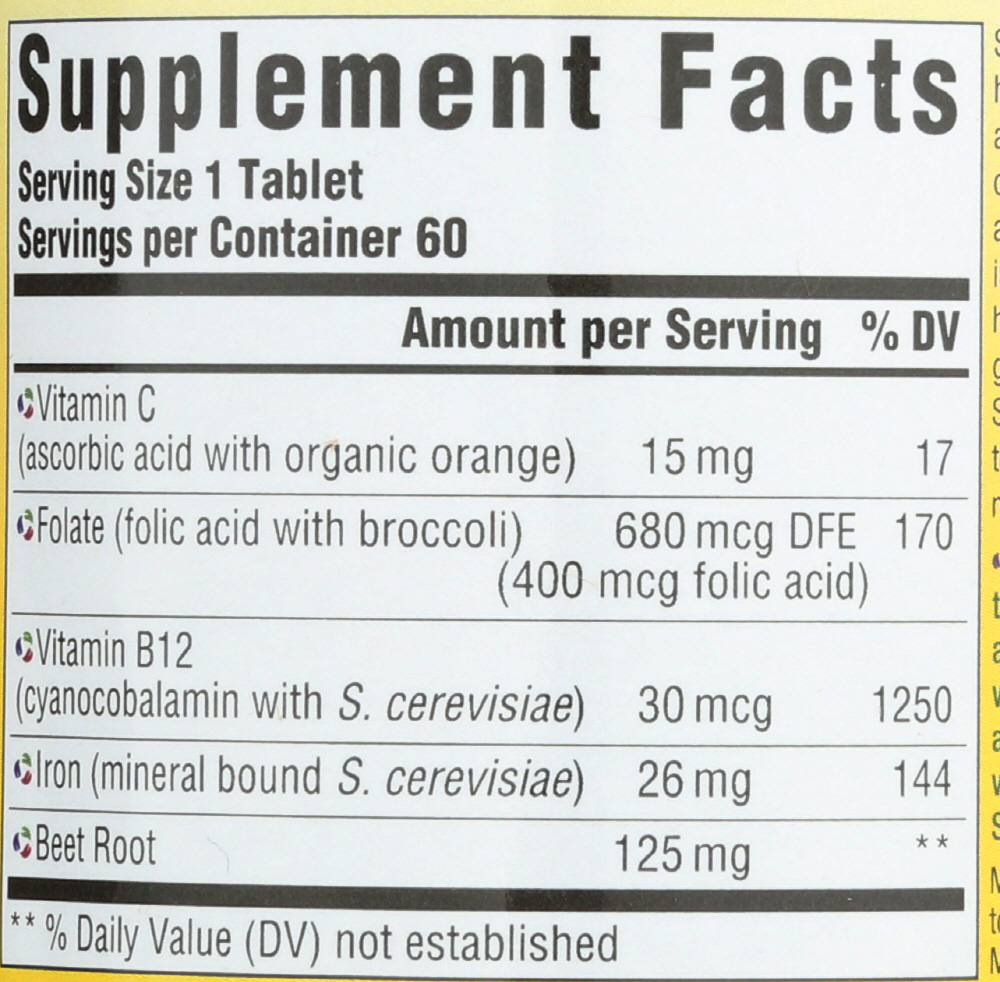 Supplement Facts
Serving Size 1 Tablet
Servings per Container 60
Amount per Serving % DV
Vitamin C
(ascorbic acid with organic orange) 15 mg 17
Folate (folic acid with broccoli) 680 mcg DFE 170
(400 mcg folic acid)
Vitamin B12
(cyanocobalamin with S. cerevisiae) 30 mcg 1250
Iron (mineral bound S. cerevisiae) 26 mg 144
Beet Root 125 mg **
** % Daily Value (DV) not established